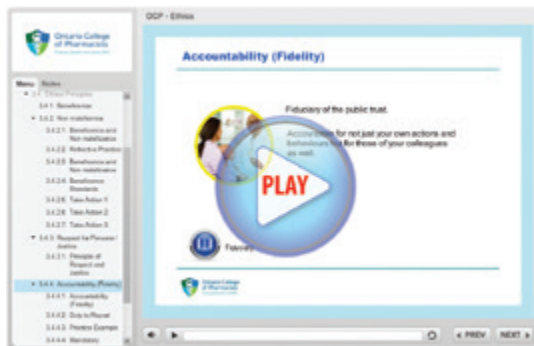 OCP - Ethics
Ontario College
of Pharmacists
Menu Notes
3.4.1. Beneficence
3.4.2. Non maleficence
3.4.2.1. Beneficence and
Non maleficence
3.4.2.2. Reflective Practice
3.4.2.3. Beneficence and
Non maleficence
3.4.2.4. Beneficence
Standards
3.4.2.5. Take Action 1
3.4.2.6. Take Action 2
3.4.2.7. Take Action 3
3.4.3. Respect for Persons /
Justice
3.4.3.1. Principle of
Respect and
Justice
3.4.4. Accountability (Fidelity)
3.4.4.1. Accountability
(Fidelity)
3.4.4.2. Duty to Report
3.4.4.3. Practice Example
3.4.4.4. Mandatory
Accountability (Fidelity)
Fiduciary of the public trust.
Accountable for not just your own actions and
behaviours but for those of your colleagues
as well.
PLAY
Fidelity
Ontario College
of Pharmacists
PREV NEXT